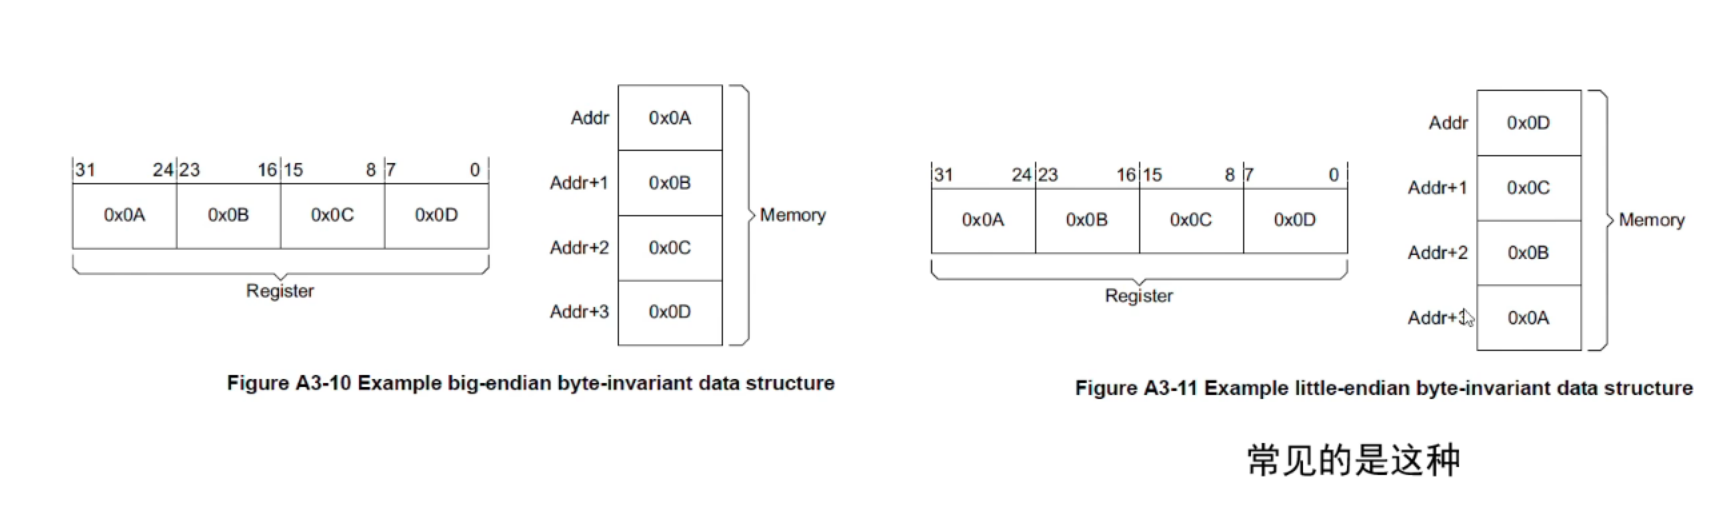 31 24 23 16 15 8 7 0
0x0A 0x0B 0x0C 0x0D
Register
Addr 0x0A
Addr+1 0x0B
Addr+2 0x0C
Addr+3 0x0D
Memory
Figure A3-10 Example big-endian byte-invariant data structure
31 24 23 16 15 8 7 0
0x0A 0x0B 0x0C 0x0D
Register
Addr 0x0D
Addr+1 0x0C
Addr+2 0x0B
Addr+3 0x0A
Memory
Figure A3-11 Example little-endian byte-invariant data structure
常见的是这种